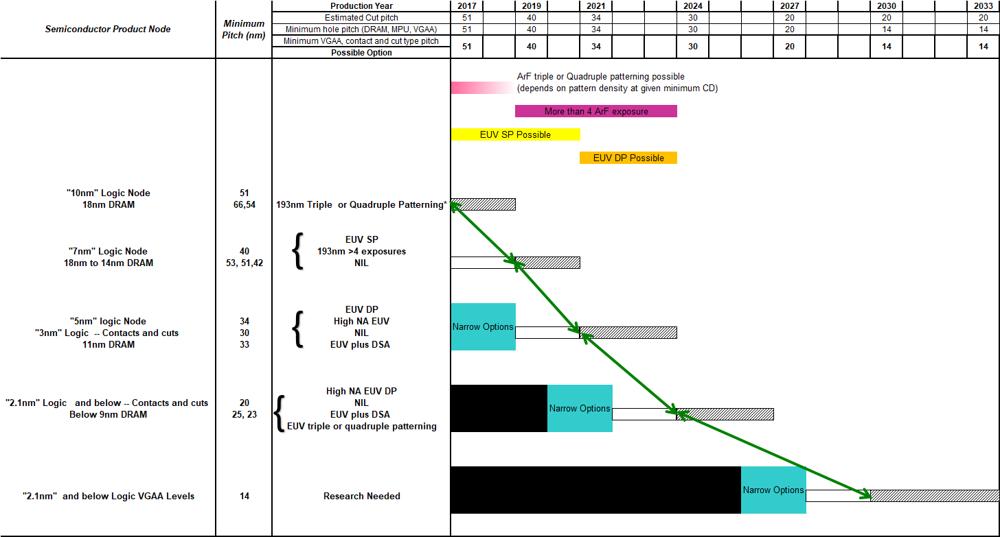 Production Year 2017 2019 2021 2024 2027 2030 2033
Semiconductor Product Node
Minimum
Pitch (nm)
Estimated Cut pitch 51 40 34 30 20 20 20
Minimum hole pitch (DRAM, MPU, VGAA) 51 40 34 30 20 14 14
Minimum VGAA, contact and cut type pitch
Possible Option
51 40 34 30 20 14 14
ArF triple or Quadruple patterning possible
(depends on pattern density at given minimum CD)
More than 4 ArF exposure
EUV SP Possible
EUV DP Possible
"10nm" Logic Node 51
18nm DRAM 66,54 193nm Triple or Quadruple Patterning*
EUV SP
"7nm" Logic Node 40 193nm >4 exposures
18nm to 14nm DRAM 53, 51,42 NIL
EUV DP
"5nm" logic Node 34 High NA EUV
Narrow Options
"3nm" Logic -- Contacts and cuts 30 NIL
11nm DRAM 33 EUV plus DSA
High NA EUV DP
"2.1nm" Logic and below -- Contacts and cuts 20 NIL
Narrow Options
Below 9nm DRAM 25, 23 EUV plus DSA
EUV triple or quadruple patterning
Narrow Options
"2.1nm" and below Logic VGAA Levels 14 Research Needed